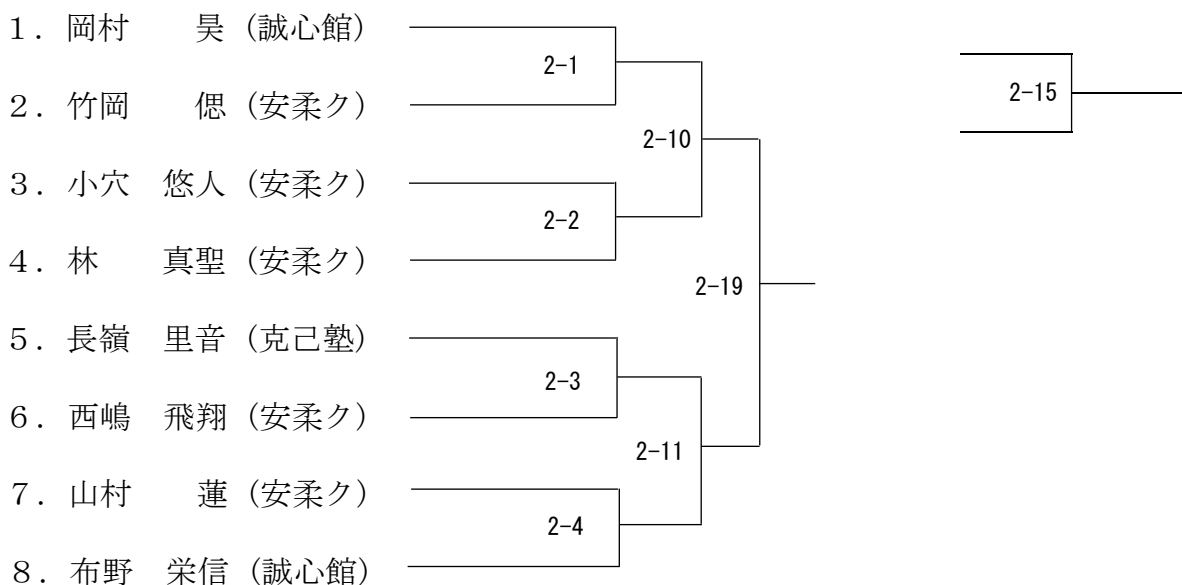 1. 岡村　　昊 (誠心館)
2-1
2-15
2. 竹岡　　偲 (安柔ク)
2-10
3. 小穴　悠人 (安柔ク)
2-2
4. 林　　真聖 (安柔ク)
2-19
5. 長嶺　里音 (克己塾)
2-3
6. 西嶋　飛翔 (安柔ク)
2-11
7. 山村　　蓮 (安柔ク)
2-4
8. 布野　栄信 (誠心館)